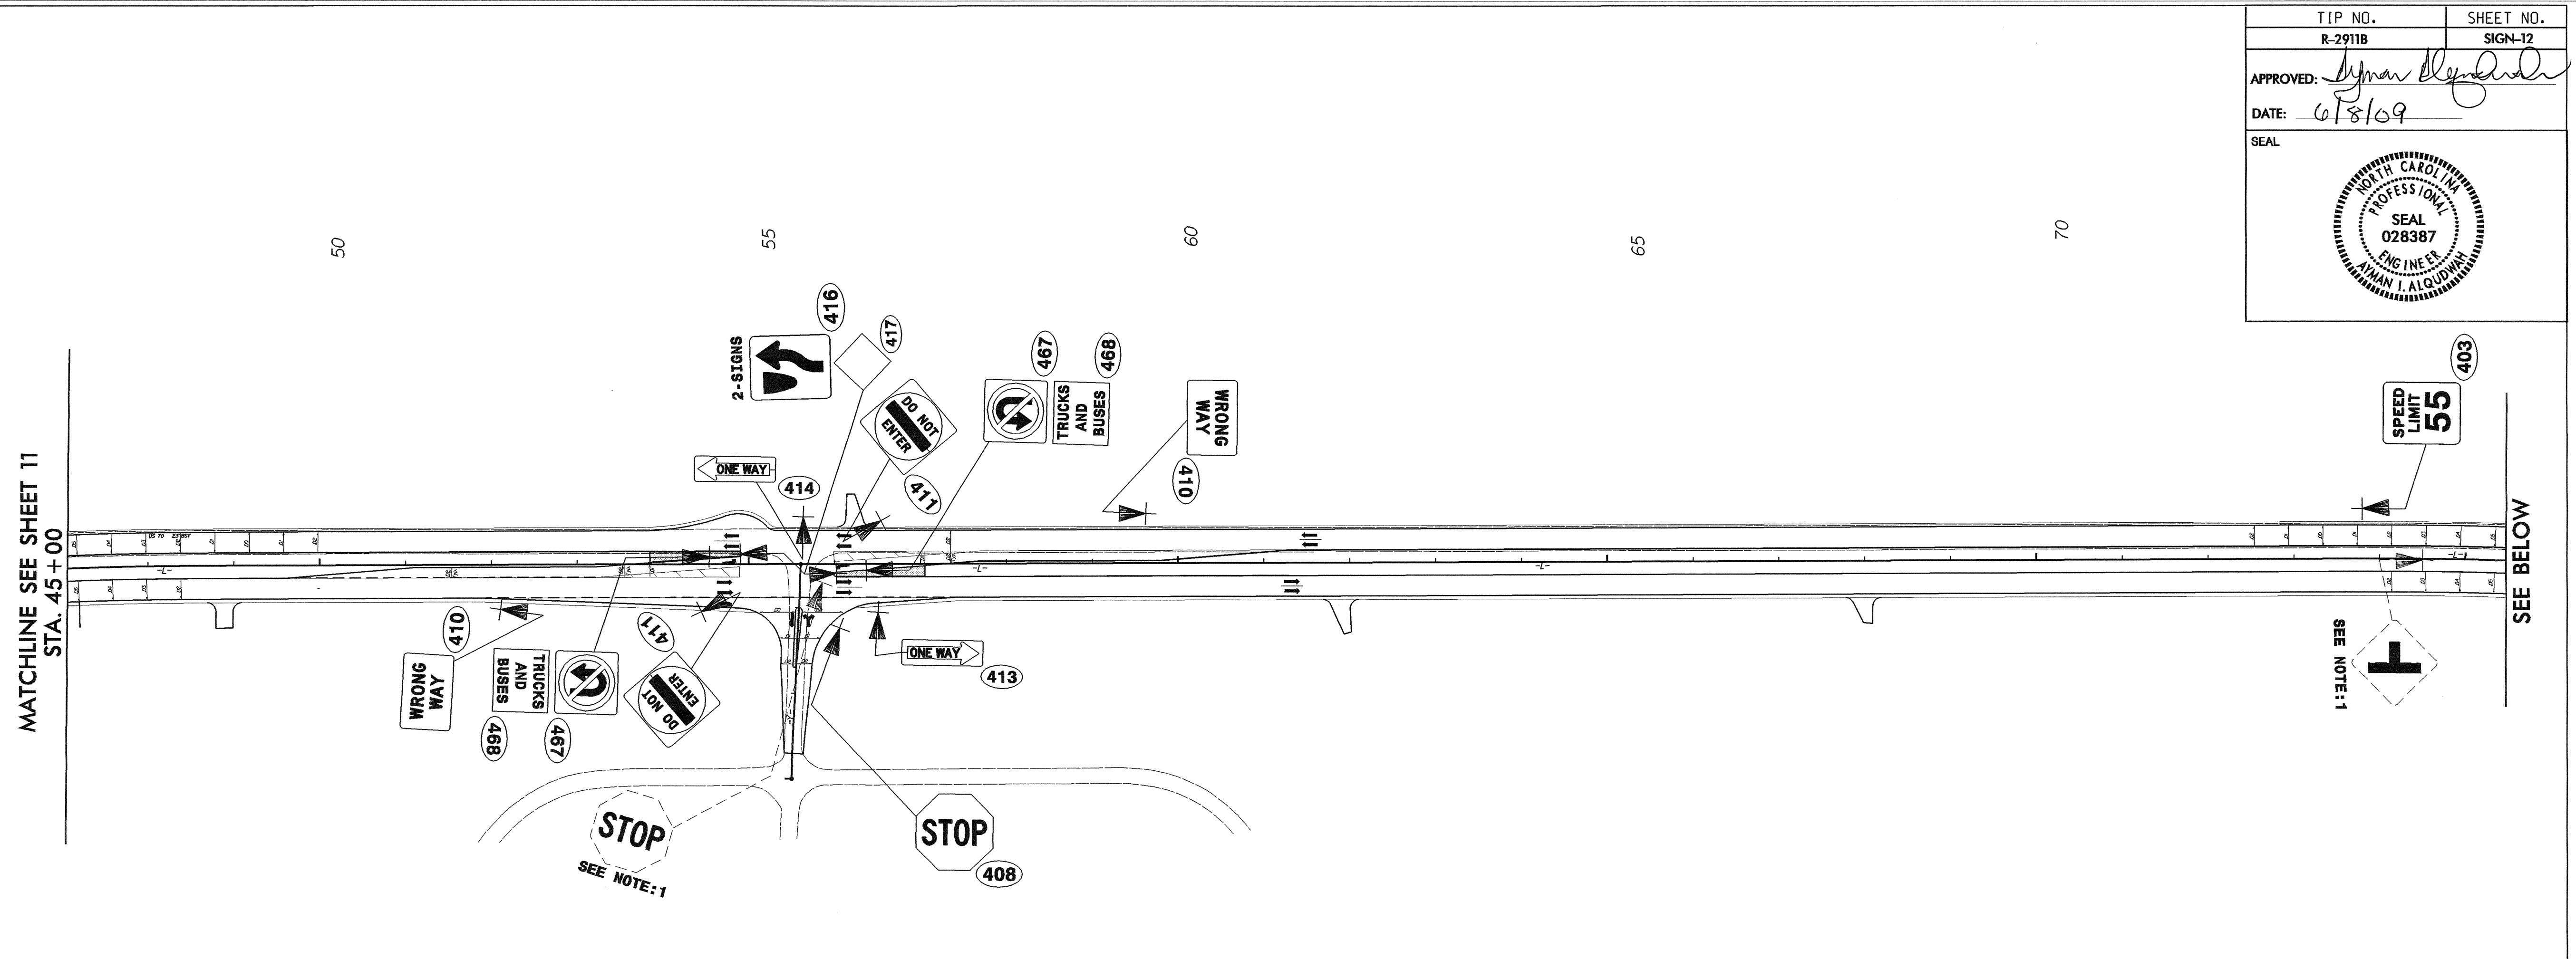 TIP NO.
SHEET NO.
R-2911B
SIGN-12
APPROVED:
DATE: 6/8/09
SEAL
NORTH CAROLINA
PROFESSIONAL
SEAL
028387
ENGINEER
AYMAN I. ALQUDWAH
50
55
60
65
70
416
2-SIGNS
417
DO NOT
ENTER
411
467
468
TRUCKS
AND
BUSES
WRONG
WAY
410
403
SPEED
LIMIT
55
ONE WAY
414
MATCHLINE SEE SHEET 11
STA. 45+00
-L-
-L-
-L-
-L-
SEE BELOW
410
WRONG
WAY
TRUCKS
AND
BUSES
468
467
411
DO NOT
ENTER
ONE WAY
413
-Y-
STOP
SEE NOTE:1
STOP
408
SEE NOTE:1